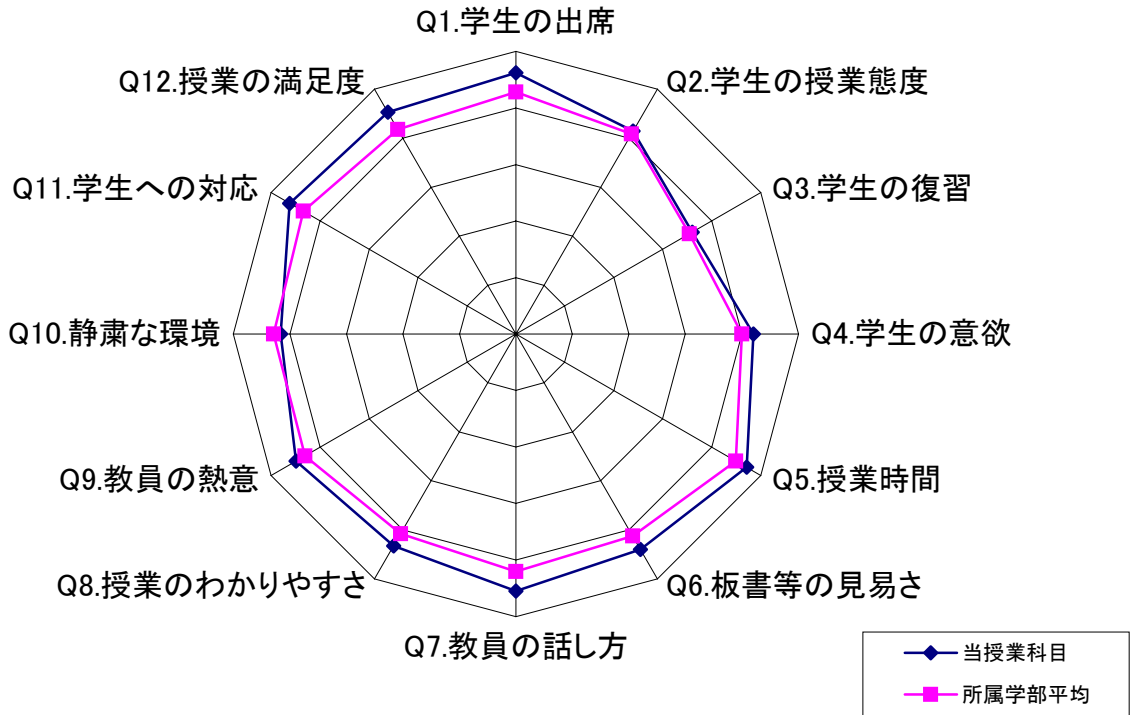 Q1.学生の出席
Q2.学生の授業態度
Q3.学生の復習
Q4.学生の意欲
Q5.授業時間
Q6.板書等の見易さ
Q7.教員の話し方
Q8.授業のわかりやすさ
Q9.教員の熱意
Q10.静粛な環境
Q11.学生への対応
Q12.授業の満足度
当授業科目
所属学部平均